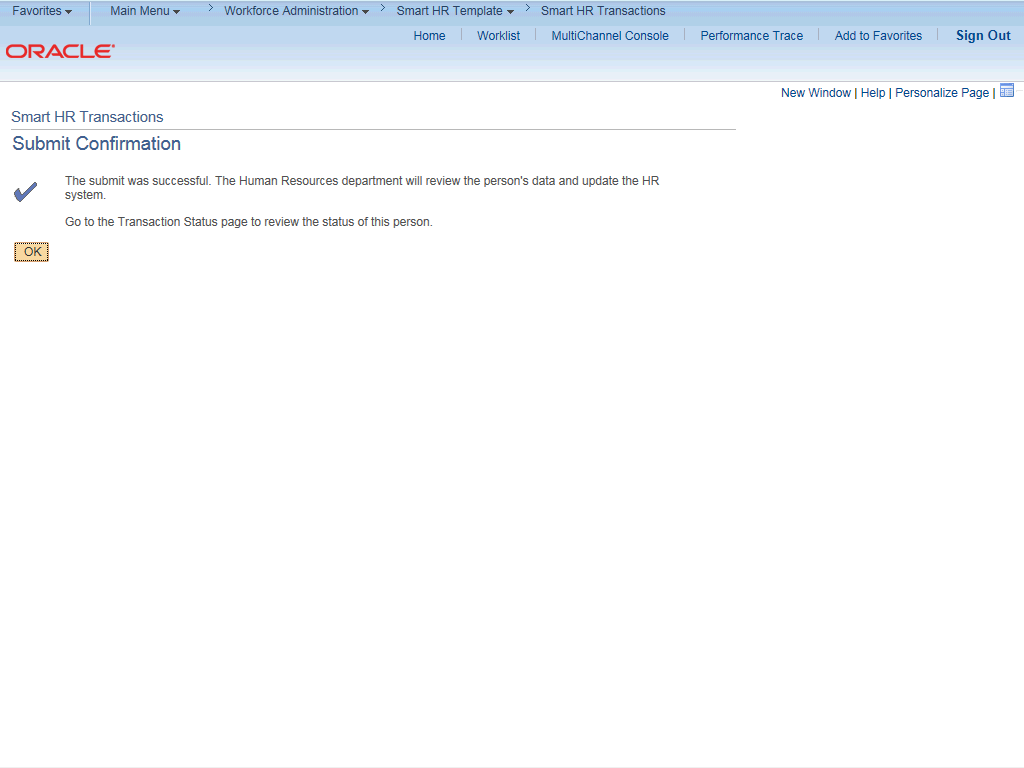 Favorites Main Menu > Workforce Administration > Smart HR Template > Smart HR Transactions
Home Worklist MultiChannel Console Performance Trace Add to Favorites Sign Out
ORACLE
New Window | Help | Personalize Page |
Smart HR Transactions
Submit Confirmation
The submit was successful. The Human Resources department will review the person's data and update the HR
system.
Go to the Transaction Status page to review the status of this person.
OK